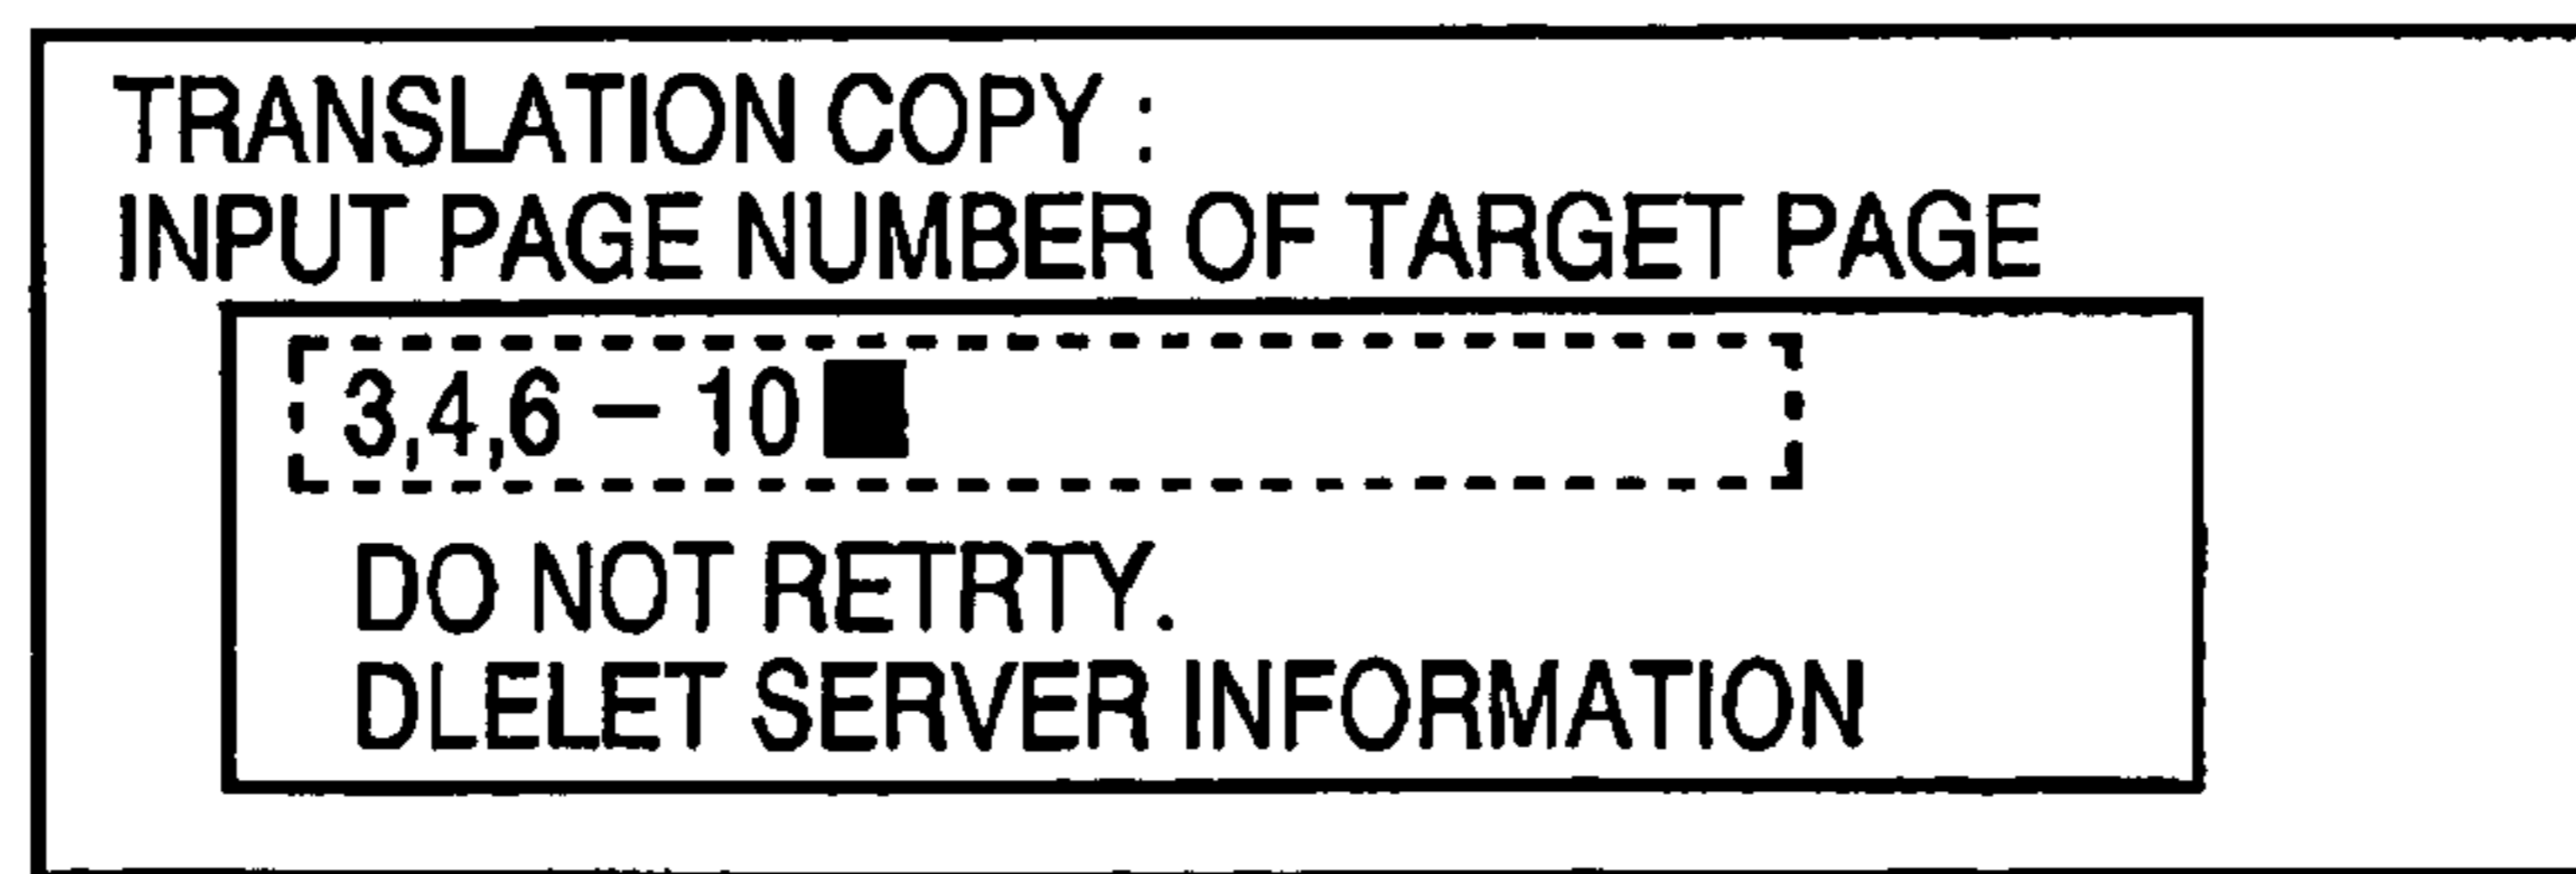 TRANSLATION COPY :
INPUT PAGE NUMBER OF TARGET PAGE
3,4,6 — 10
DO NOT RETRTY.
DLELET SERVER INFORMATION